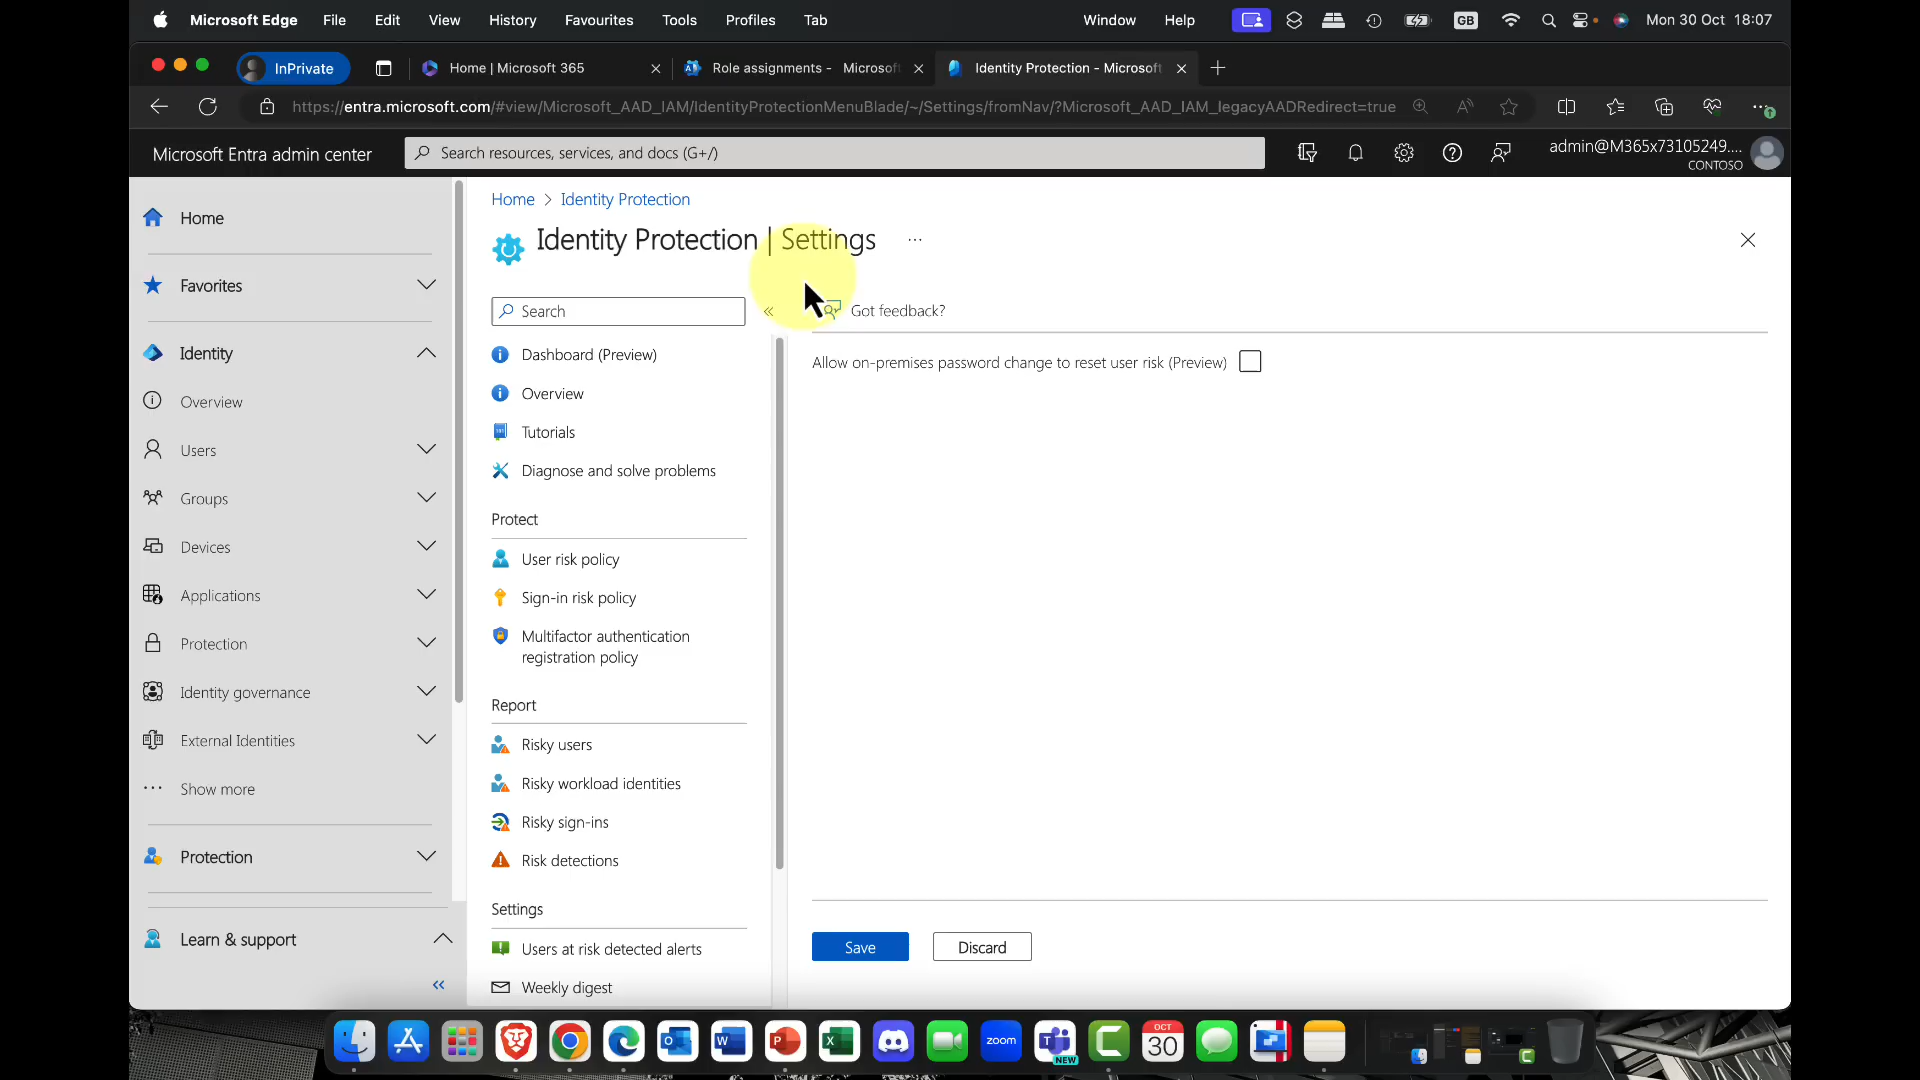 Microsoft Edge File Edit View History Favourites Tools Profiles Tab Window Help GB Mon 30 Oct 18:07
InPrivate Home | Microsoft 365 Role assignments - Microsof Identity Protection - Microsoft
https://entra.microsoft.com/#view/Microsoft_AAD_IAM/IdentityProtectionMenuBlade/~/Settings/fromNav/?Microsoft_AAD_IAM_legacyAADRedirect=true
Microsoft Entra admin center Search resources, services, and docs (G+/) admin@M365x73105249....
CONTOSO
Home
Favorites
Identity
Overview
Users
Groups
Devices
Applications
Protection
Identity governance
External Identities
Show more
Protection
Learn & support
Home > Identity Protection
Identity Protection | Settings
Search
Dashboard (Preview)
Overview
Tutorials
Diagnose and solve problems
Protect
User risk policy
Sign-in risk policy
Multifactor authentication
registration policy
Report
Risky users
Risky workload identities
Risky sign-ins
Risk detections
Settings
Users at risk detected alerts
Weekly digest
Got feedback?
Allow on-premises password change to reset user risk (Preview)
Save Discard
zoom
NEW
OCT
30